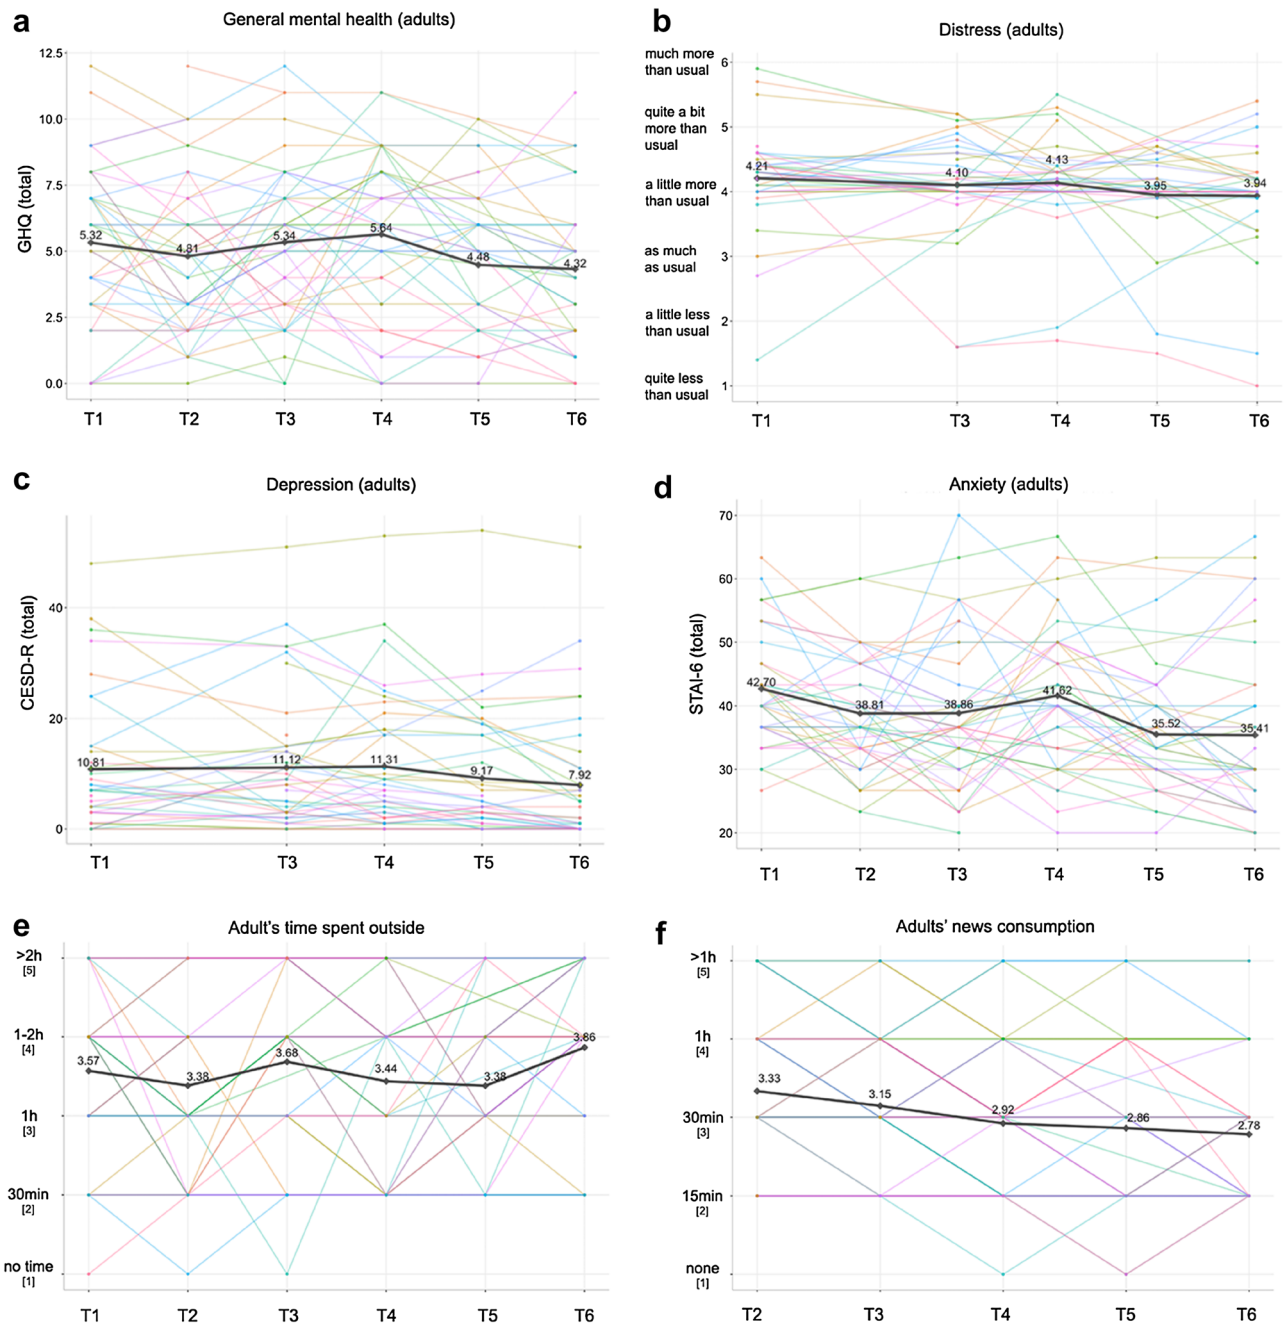 a
General mental health (adults)
GHQ (total)
12.5
10.0
7.5
5.0
2.5
0.0
5.32
4.81
5.34
5.64
4.48
4.32
T1
T2
T3
T4
T5
T6
b
Distress (adults)
much more
than usual
quite a bit
more than
usual
a little more
than usual
as much
as usual
a little less
than usual
quite less
than usual
6
5
4
3
2
1
4.21
4.10
4.13
3.95
3.94
T1
T3
T4
T5
T6
c
Depression (adults)
CESD-R (total)
40
20
0
10.81
11.12
11.31
9.17
7.92
T1
T3
T4
T5
T6
d
Anxiety (adults)
STAI-6 (total)
70
60
50
40
30
20
42.70
38.81
38.86
41.62
35.52
35.41
T1
T2
T3
T4
T5
T6
e
Adult's time spent outside
>2h
[5]
1-2h
[4]
1h
[3]
30min
[2]
no time
[1]
3.57
3.38
3.68
3.44
3.38
3.86
T1
T2
T3
T4
T5
T6
f
Adults' news consumption
>1h
[5]
1h
[4]
30min
[3]
15min
[2]
none
[1]
3.33
3.15
2.92
2.86
2.78
T2
T3
T4
T5
T6